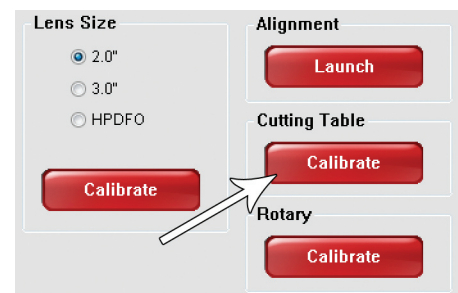 Lens Size
2.0"
3.0"
HPDFO
Calibrate
Alignment
Launch
Cutting Table
Calibrate
Rotary
Calibrate